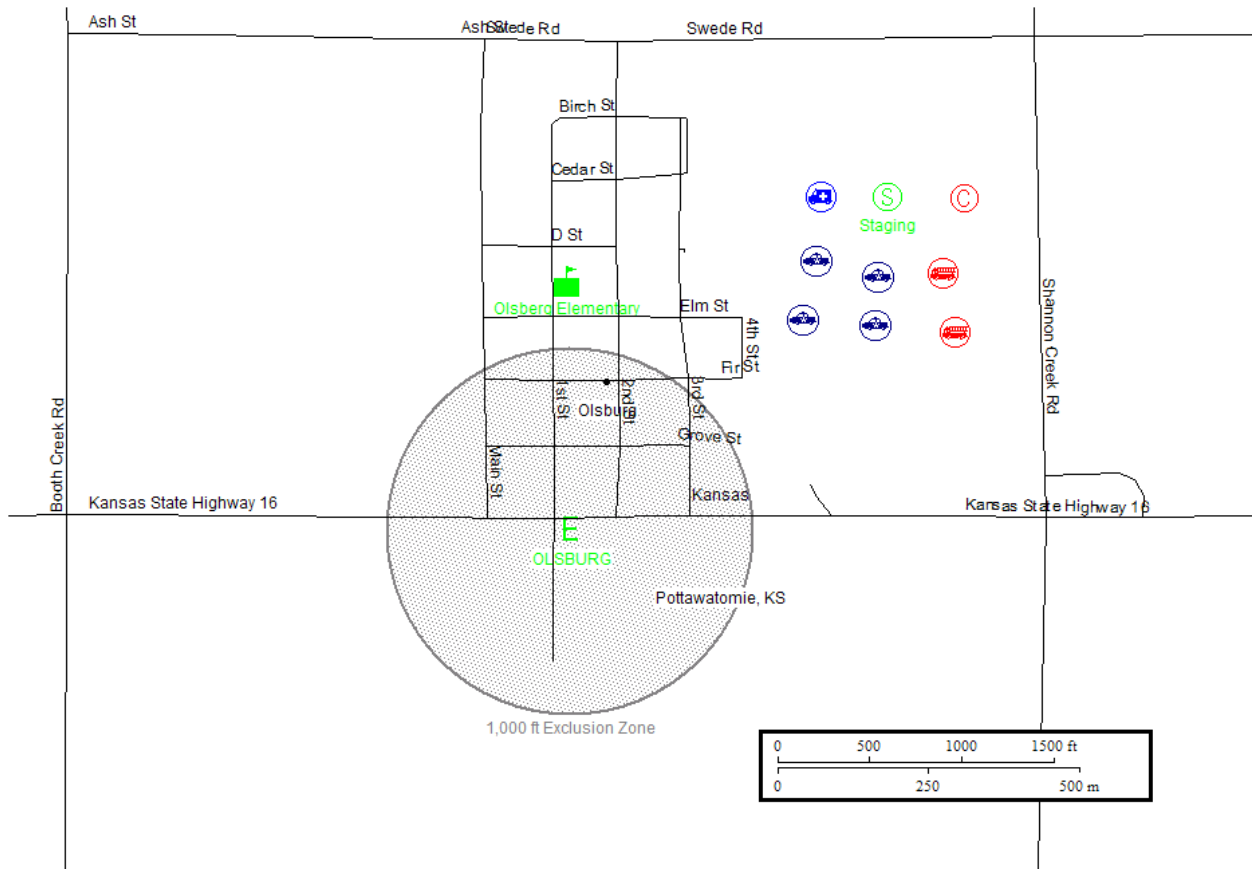 Ash St
Ash St
Swede Rd
Swede Rd
Birch St
Cedar St
D St
S
C
Staging
Olsberg Elementary
Elm St
4th St
Shannon Creek Rd
Fir St
1st St
2nd St
3rd St
Olsburg
Booth Creek Rd
Grove St
Main St
Kansas
Kansas State Highway 16
Kansas State Highway 16
E
OLSBURG
Pottawatomie, KS
1,000 ft Exclusion Zone
0 500 1000 1500 ft
0 250 500 m